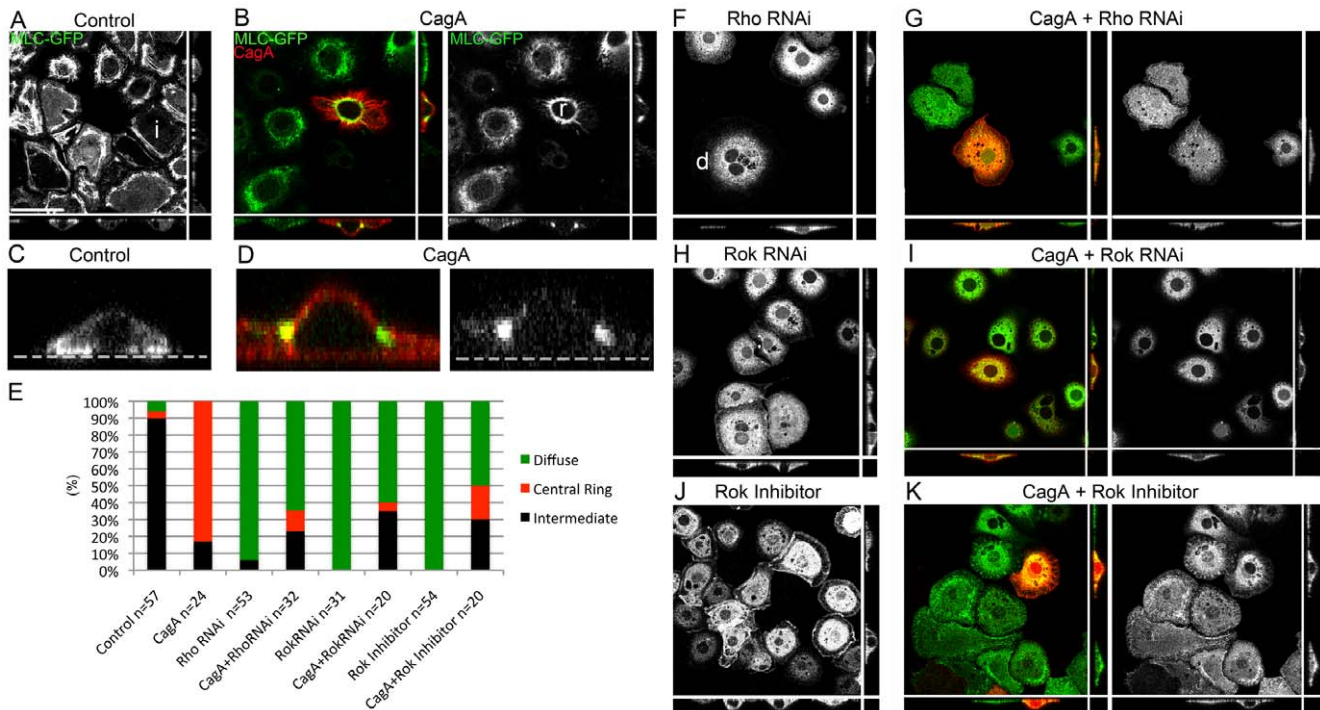 A
Control
MLC-GFP
i
B
CagA
MLC-GFP
CagA
MLC-GFP
r
C
Control
D
CagA
E
100%
90%
80%
70%
60%
50%
40%
30%
20%
10%
0%
(%)
Diffuse
Central Ring
Intermediate
Control n=57
CagA n=24
Rho RNAi n=53
CagA+RhoRNAi n=32
RokRNAi n=31
CagA+RokRNAi n=20
Rok Inhibitor n=54
CagA+Rok Inhibitor n=20
F
Rho RNAi
d
G
CagA + Rho RNAi
H
Rok RNAi
I
CagA + Rok RNAi
J
Rok Inhibitor
K
CagA + Rok Inhibitor